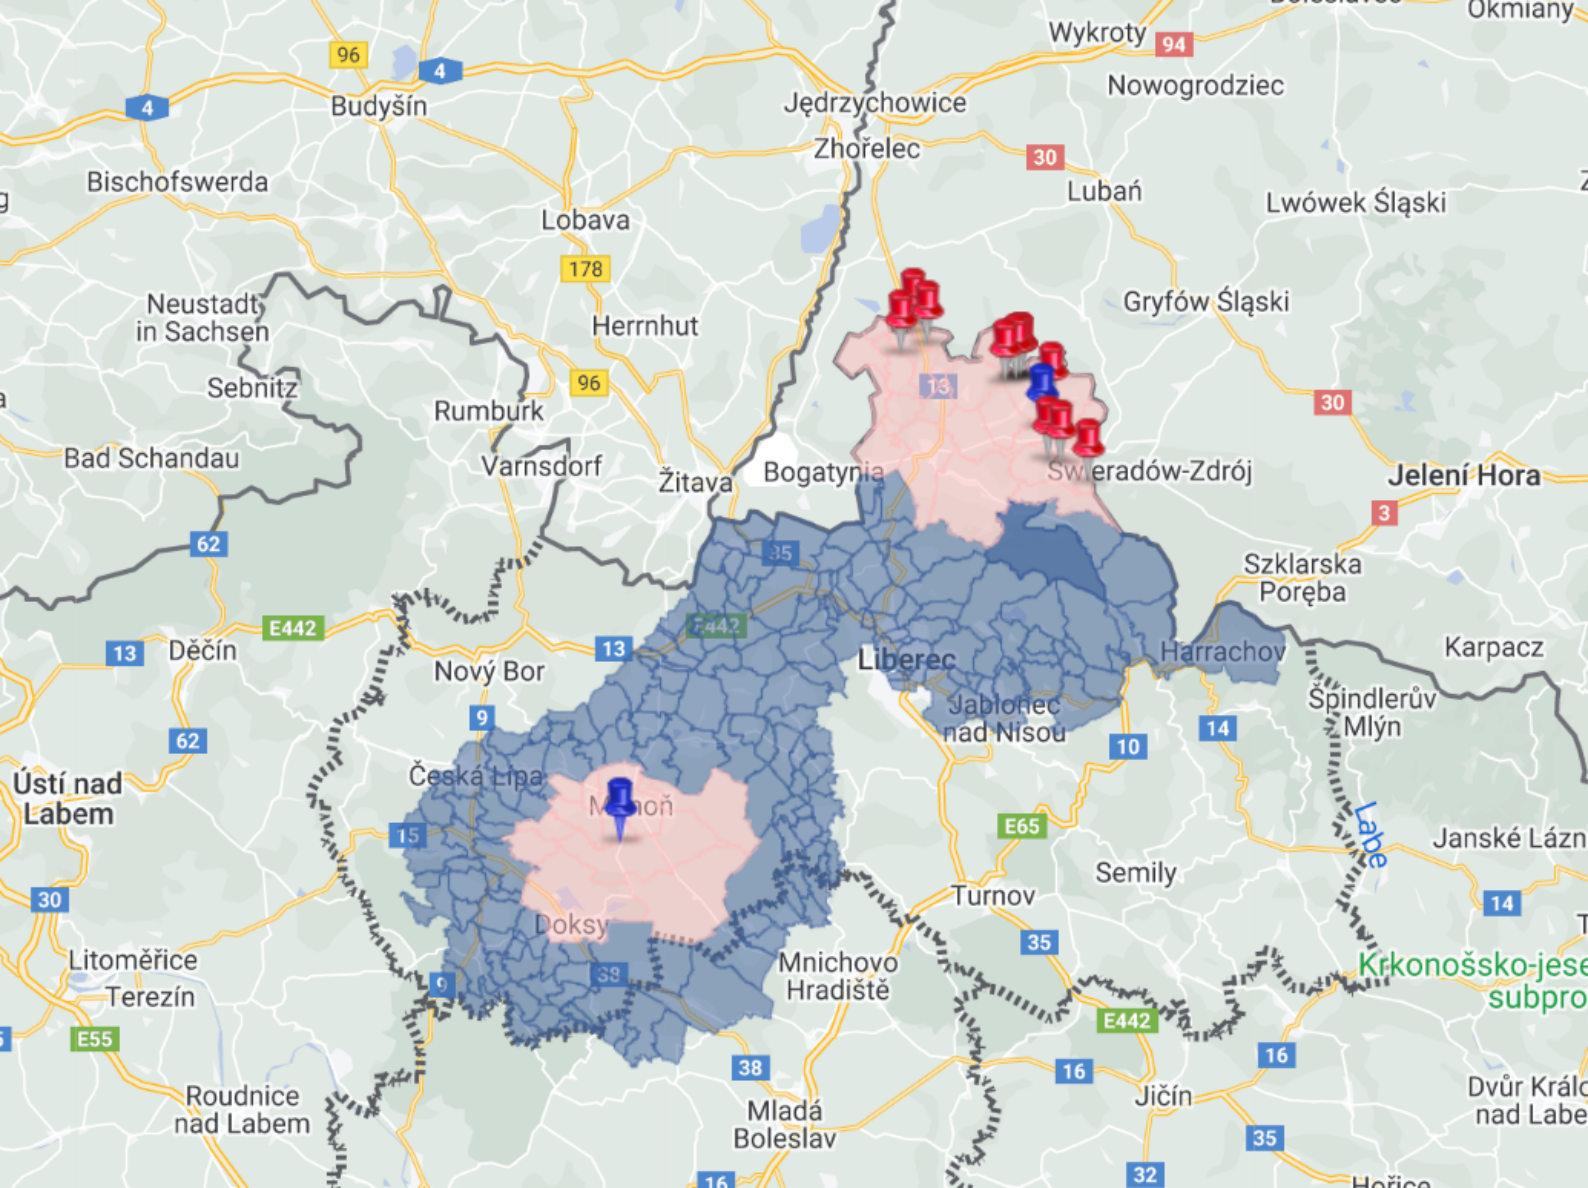 Okmiany
Wykroty
94
96
4
Nowogrodziec
4
Budyšín
Jędrzychowice
Zhořelec
30
Bischofswerda
Lubań
Lwówek Śląski
Lobava
178
Neustadt
in Sachsen
Gryfów Śląski
Herrnhut
Sebnitz
96
13
30
Rumburk
Bad Schandau
Varnsdorf
Žitava
Bogatynia
Świeradów-Zdrój
Jelení Hora
3
62
35
Szklarska
Poręba
E442
E442
13
Děčín
13
Nový Bor
Liberec
Harrachov
Karpacz
Špindlerův
Mlýn
9
Jablonec
nad Nisou
14
62
10
Česká Lípa
Ústí nad
Labem
15
E65
Labe
Janské Lázn
Semily
30
Turnov
14
Doksy
35
Litoměřice
Mnichovo
Hradiště
Krkonošsko-jese
subpro
Terezín
9
38
E442
E55
16
38
16
Roudnice
nad Labem
Jičín
Dvůr Králo
nad Labe
Mladá
Boleslav
35
32
16
Hořice